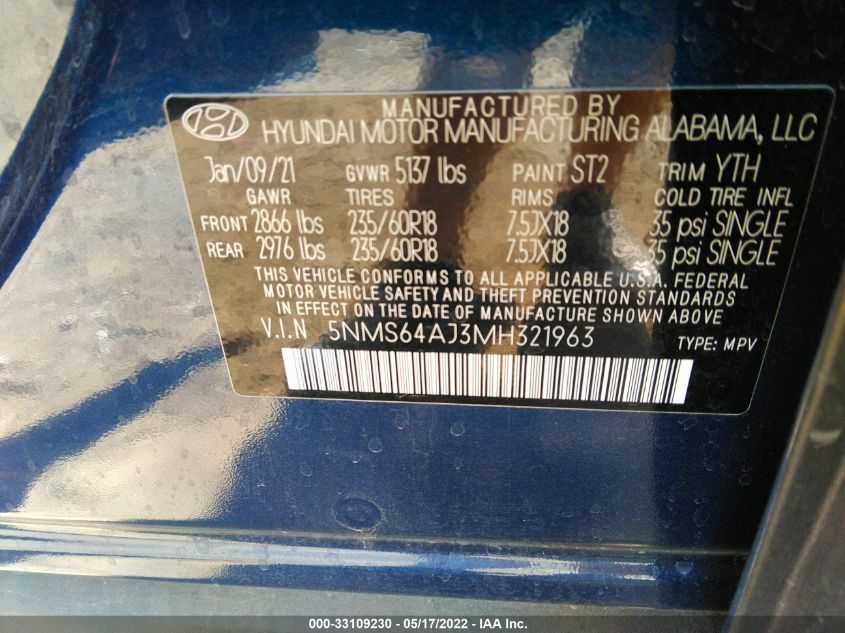 MANUFACTURED BY
HYUNDAI MOTOR MANUFACTURING ALABAMA, LLC
Jan/09/21 GVWR 5137 lbs PAINT ST2 TRIM YTH
GAWR TIRES RIMS COLD TIRE INFL
FRONT 2866 lbs 235/60R18 7.5JX18 35 psi SINGLE
REAR 2976 lbs 235/60R18 7.5JX18 35 psi SINGLE
THIS VEHICLE CONFORMS TO ALL APPLICABLE U.S.A. FEDERAL
MOTOR VEHICLE SAFETY AND THEFT PREVENTION STANDARDS
IN EFFECT ON THE DATE OF MANUFACTURE SHOWN ABOVE
V.I.N 5NMS64AJ3MH321963 TYPE: MPV
000-33109230 - 05/17/2022 - IAA Inc.